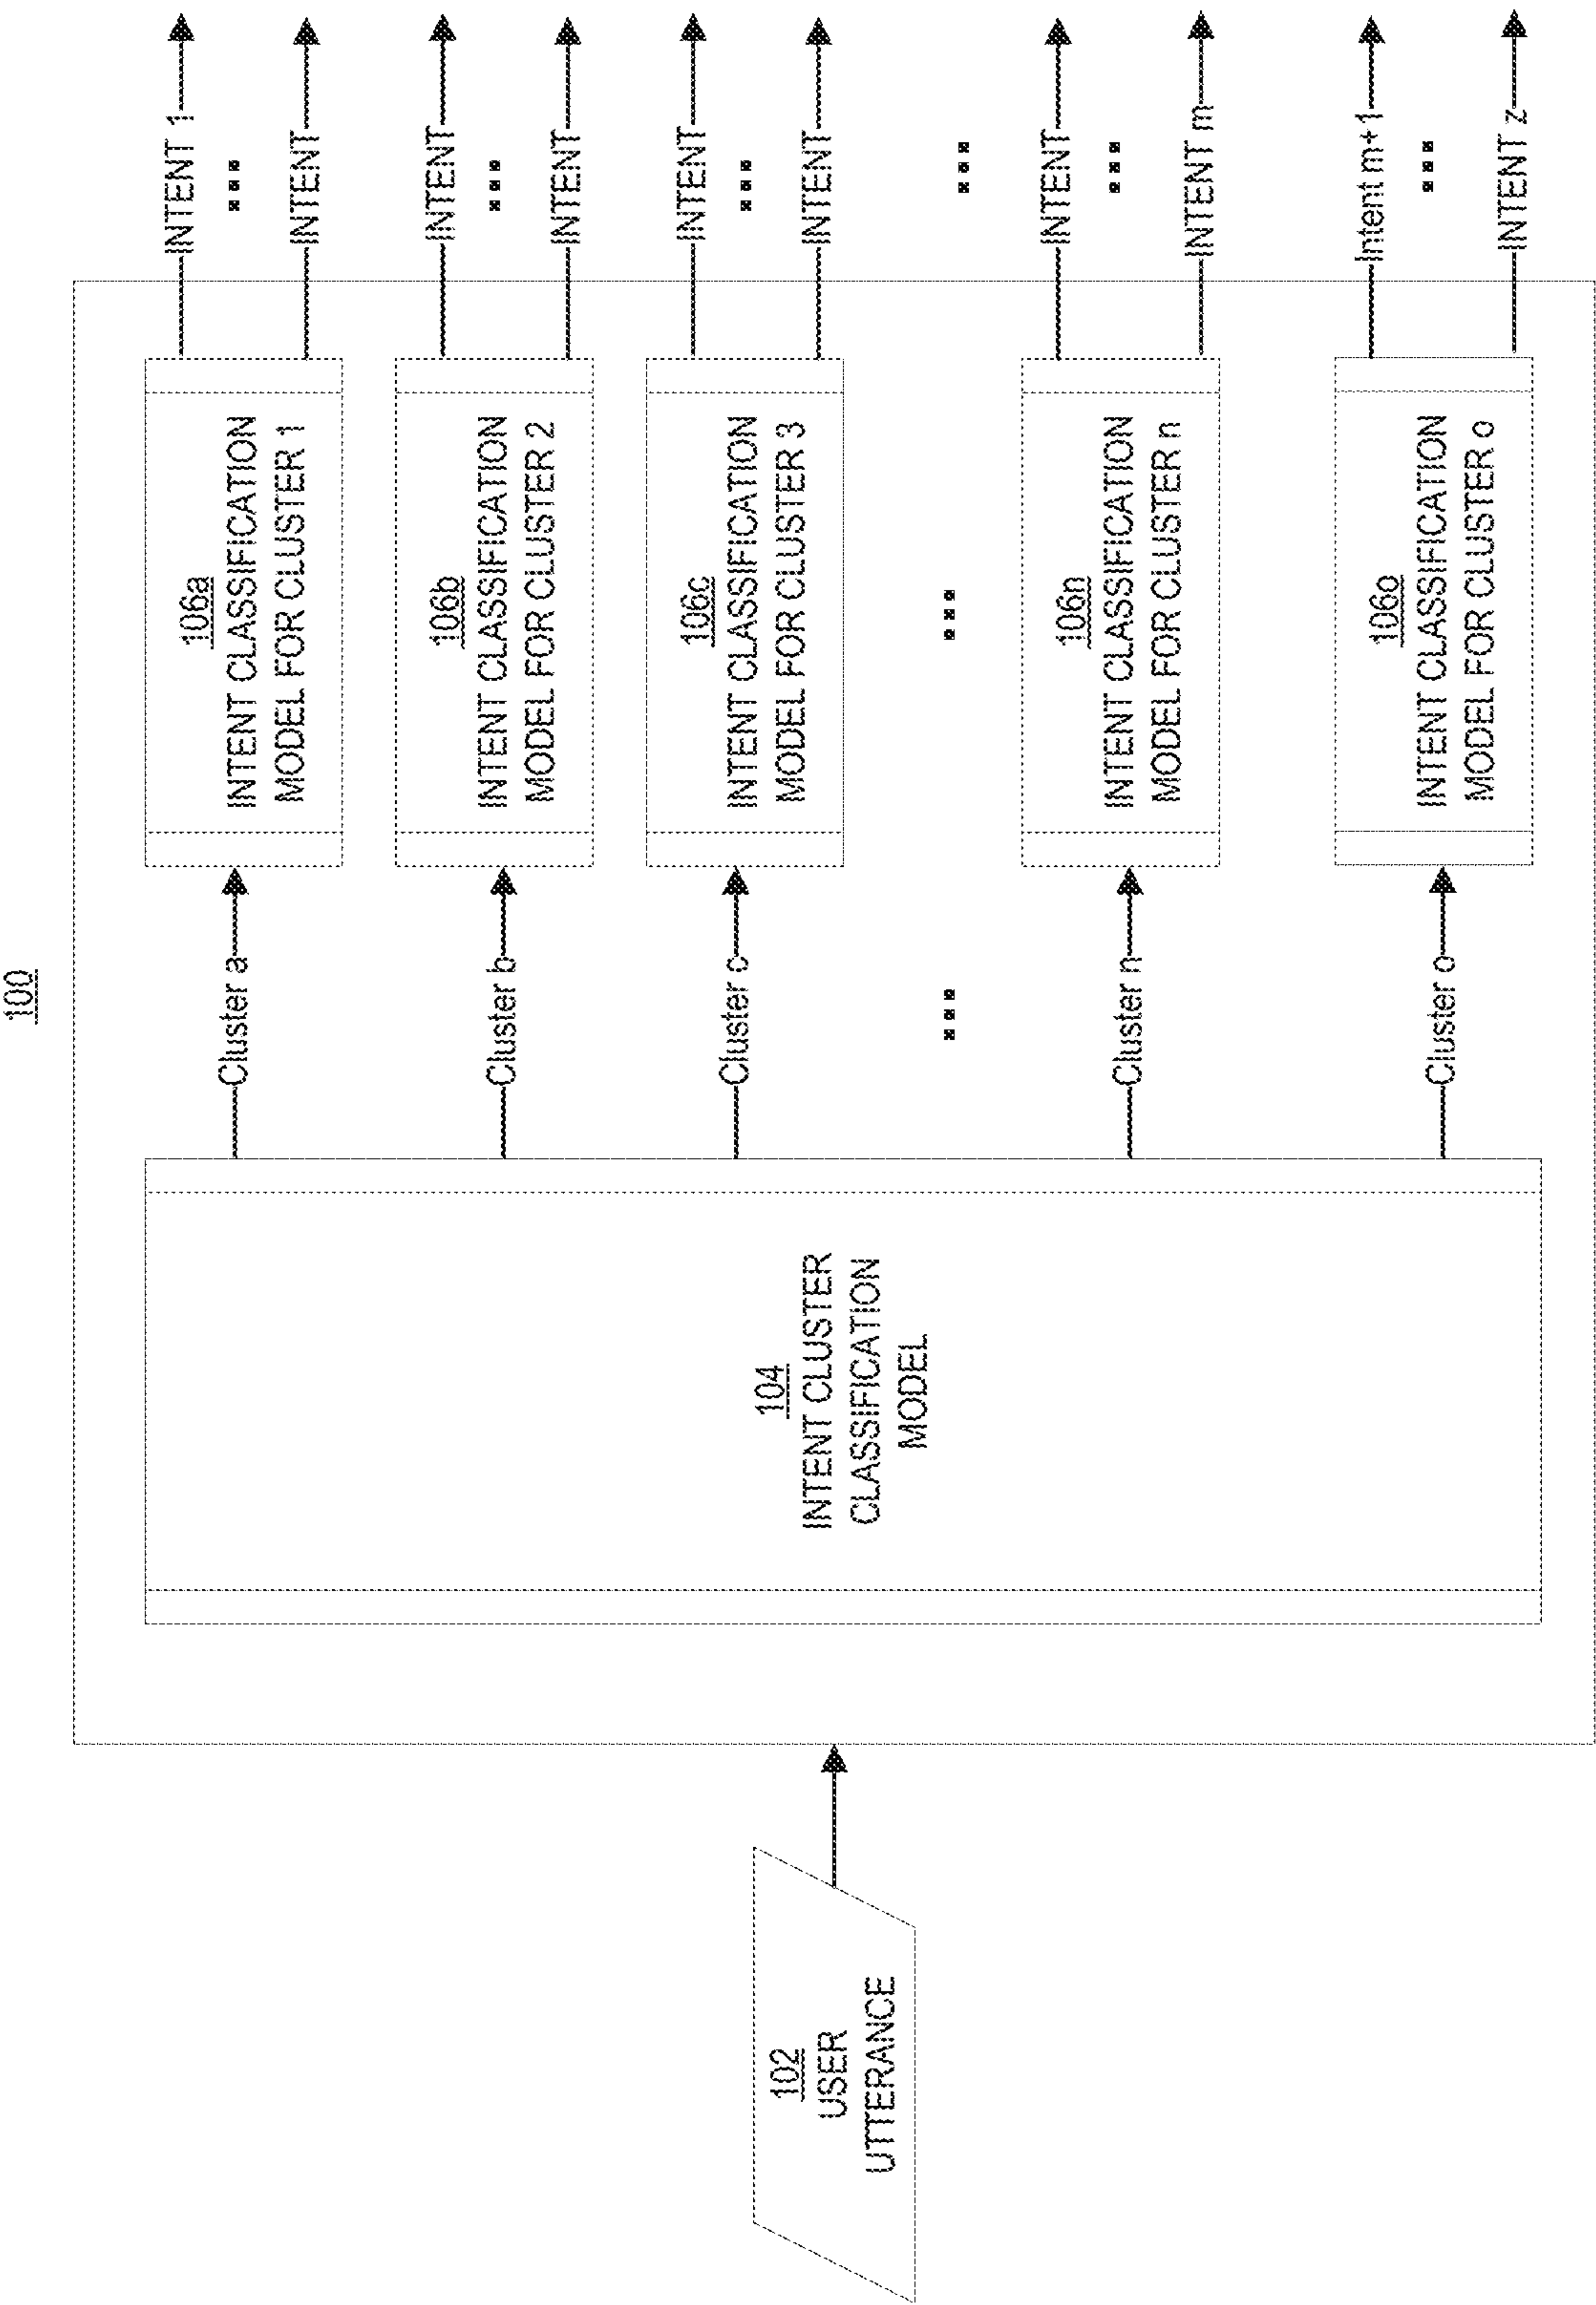 100
102
USER
UTTERANCE
104
INTENT CLUSTER
CLASSIFICATION
MODEL
Cluster a
Cluster b
Cluster c
...
Cluster n
Cluster o
106a
INTENT CLASSIFICATION
MODEL FOR CLUSTER 1
106b
INTENT CLASSIFICATION
MODEL FOR CLUSTER 2
106c
INTENT CLASSIFICATION
MODEL FOR CLUSTER 3
...
106n
INTENT CLASSIFICATION
MODEL FOR CLUSTER n
106o
INTENT CLASSIFICATION
MODEL FOR CLUSTER o
INTENT 1
...
INTENT
INTENT
...
INTENT
INTENT
...
INTENT
...
INTENT
...
INTENT m
Intent m+1
...
INTENT z